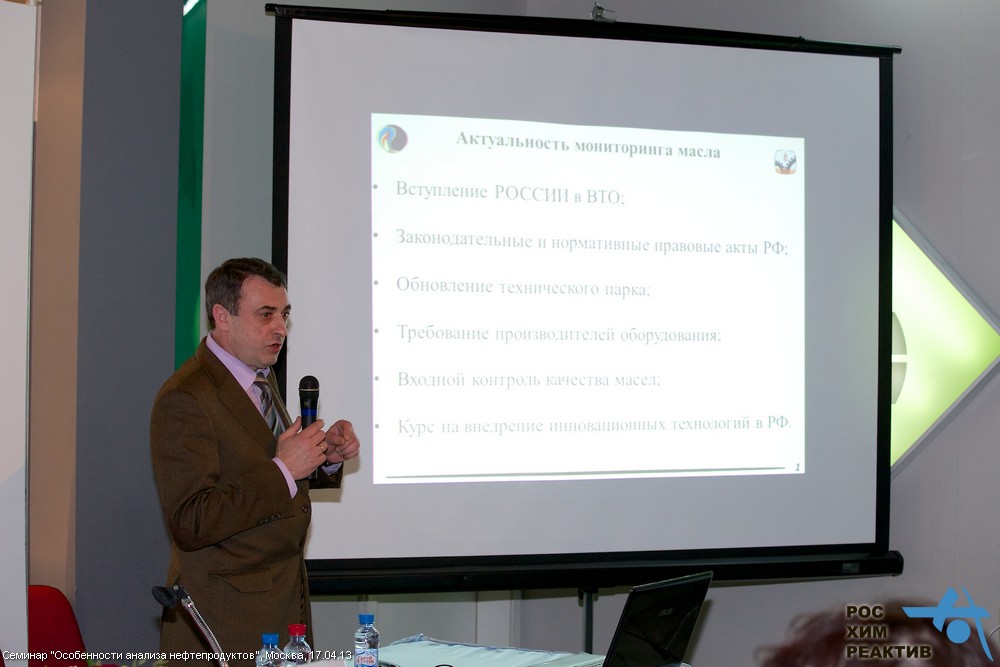 Актуальность мониторинга масла
• Вступление РОССИИ в ВТО;
• Законодательные и нормативные правовые акты РФ;
• Обновление технического парка;
• Требование производителей оборудования;
• Входной контроль качества масел;
• Курс на внедрение инновационных технологий в РФ.
1
РОС
ХИМ
РЕАКТИВ
Семинар "Особенности анализа нефтепродуктов", Москва, 17.04.13